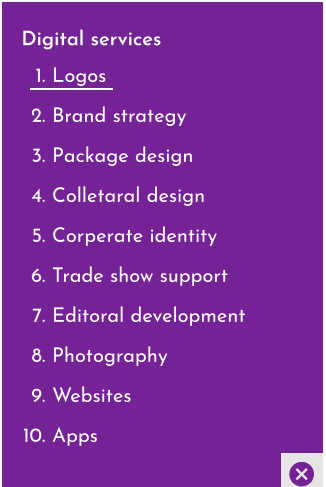 Digital services
1. Logos
2. Brand strategy
3. Package design
4. Colletaral design
5. Corperate identity
6. Trade show support
7. Editoral development
8. Photography
9. Websites
10. Apps